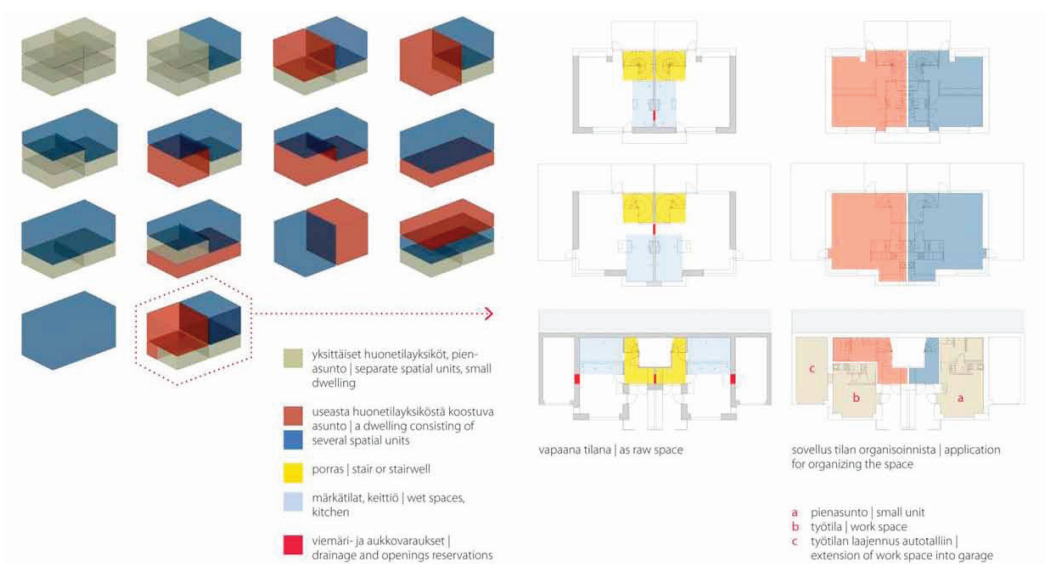 yksittäiset huonetilayksiköt, pien-
asunto | separate spatial units, small
dwelling
useasta huonetilayksiköstä koostuva
asunto | a dwelling consisting of
several spatial units
porras | stair or stairwell
märkätilat, keittiö | wet spaces,
kitchen
viemäri- ja aukkovaraukset |
drainage and openings reservations
vapaana tilana | as raw space
c
b
a
sovellus tilan organisoinnista | application
for organizing the space
a pienasunto | small unit
b työtila | work space
c työtilan laajennus autotalliin |
extension of work space into garage